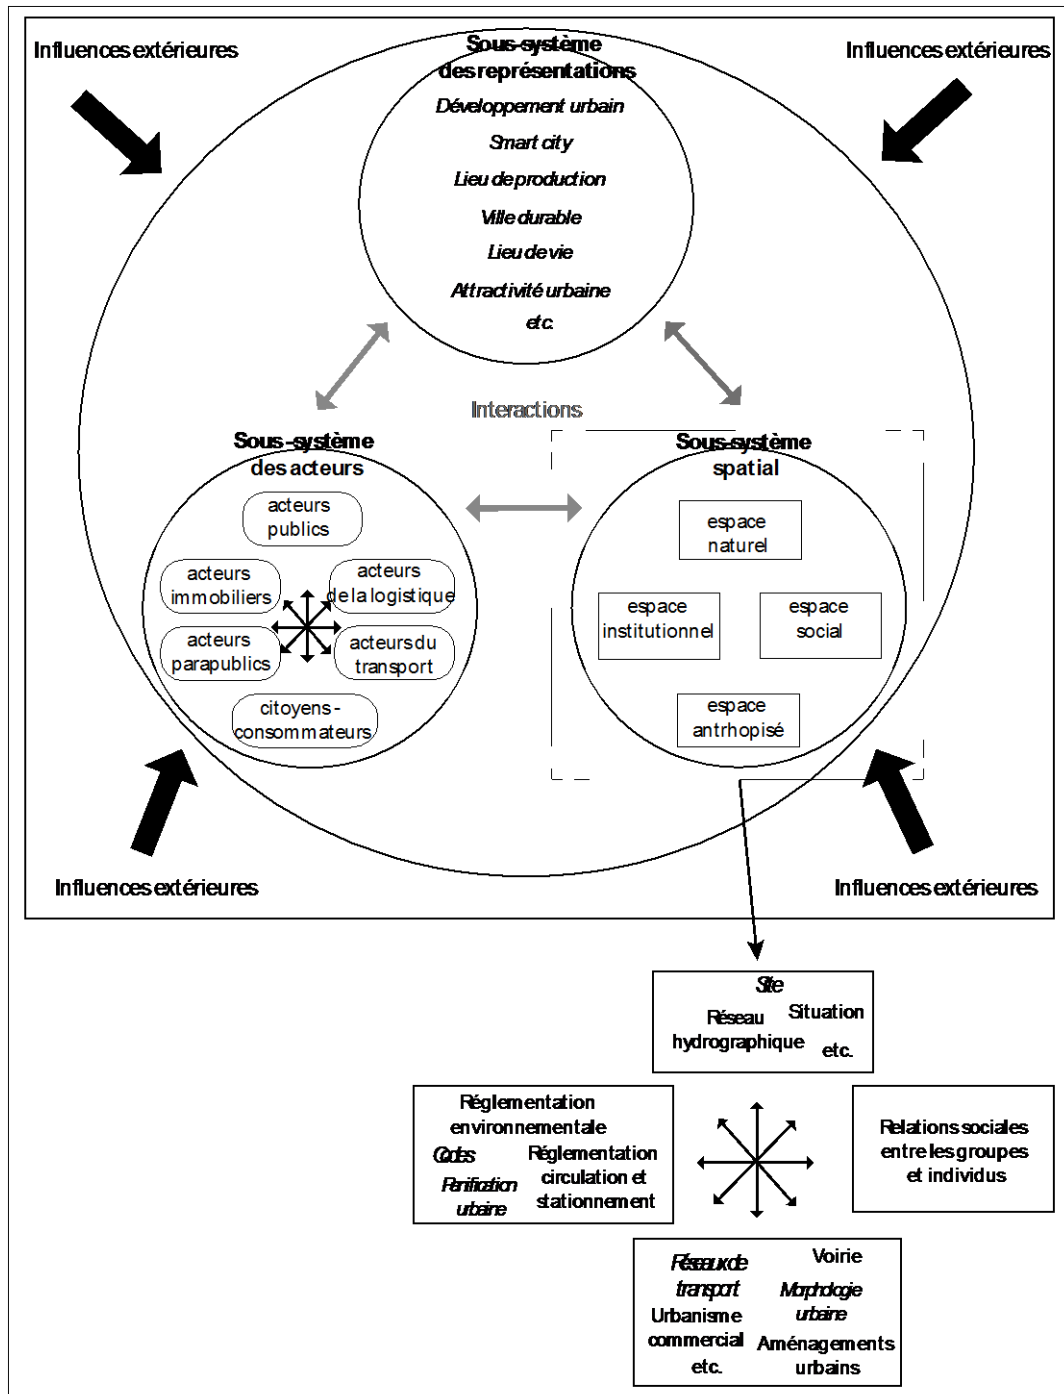 Influences extérieures
Influences extérieures
Sous-système
des représentations
Développement urbain
Smart city
Lieu de production
Ville durable
Lieu de vie
Attractivité urbaine
etc.
Interactions
Sous-système
des acteurs
acteurs
publics
acteurs
immobiliers
acteurs
de la logistique
acteurs
parapublics
acteurs du
transport
citoyens-
consommateurs
Sous-système
spatial
espace
naturel
espace
institutionnel
espace
social
espace
antrhopisé
Influences extérieures
Influences extérieures
Site
Réseau
hydrographique
Situation
etc.
Réglementation
environnementale
Codes
Planification
urbaine
Réglementation
circulation et
stationnement
Relations sociales
entre les groupes
et individus
Réseaux de
transport
Voirie
Morphologie
urbaine
Urbanisme
commercial
etc.
Aménagements
urbains